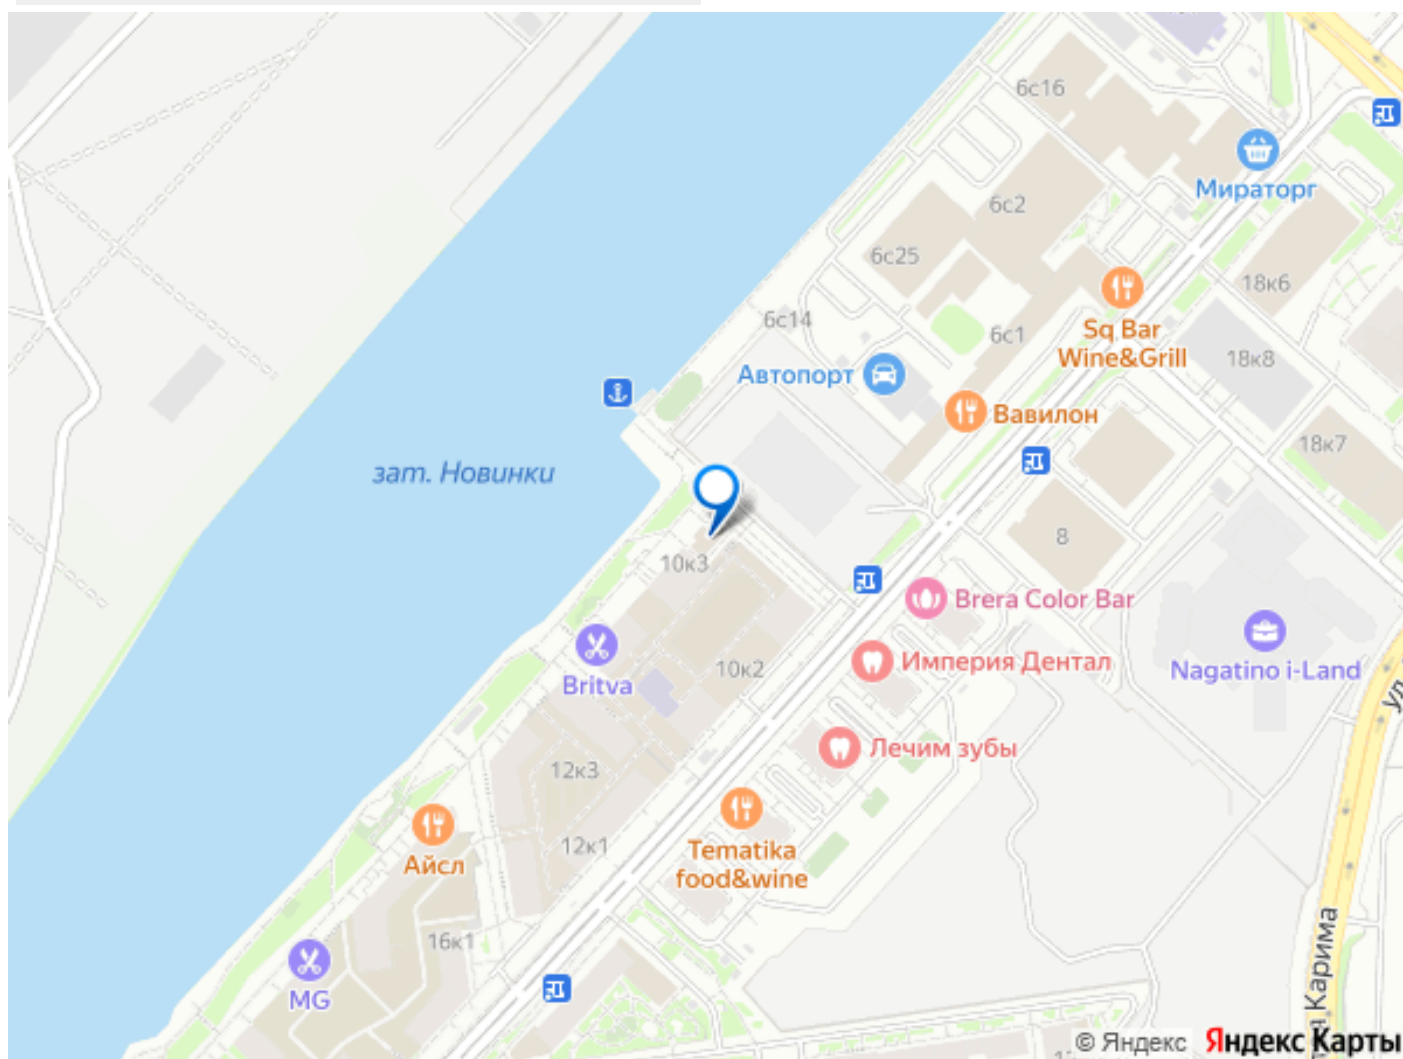 6с16
Мираторг
6с2
6с25
18к6
6с14
6с1
Sq Bar
Wine&Grill
18к8
Автопорт
Вавилон
18к7
зат. Новинки
8
10к3
Brera Color Bar
Империя Дентал
10к2
Nagatino i-Land
Britva
ул.
Лечим зубы
12к3
12к1
Tematika
food&wine
Айсл
16к1
MG
а Карима
© Яндекс Яндекс Карты